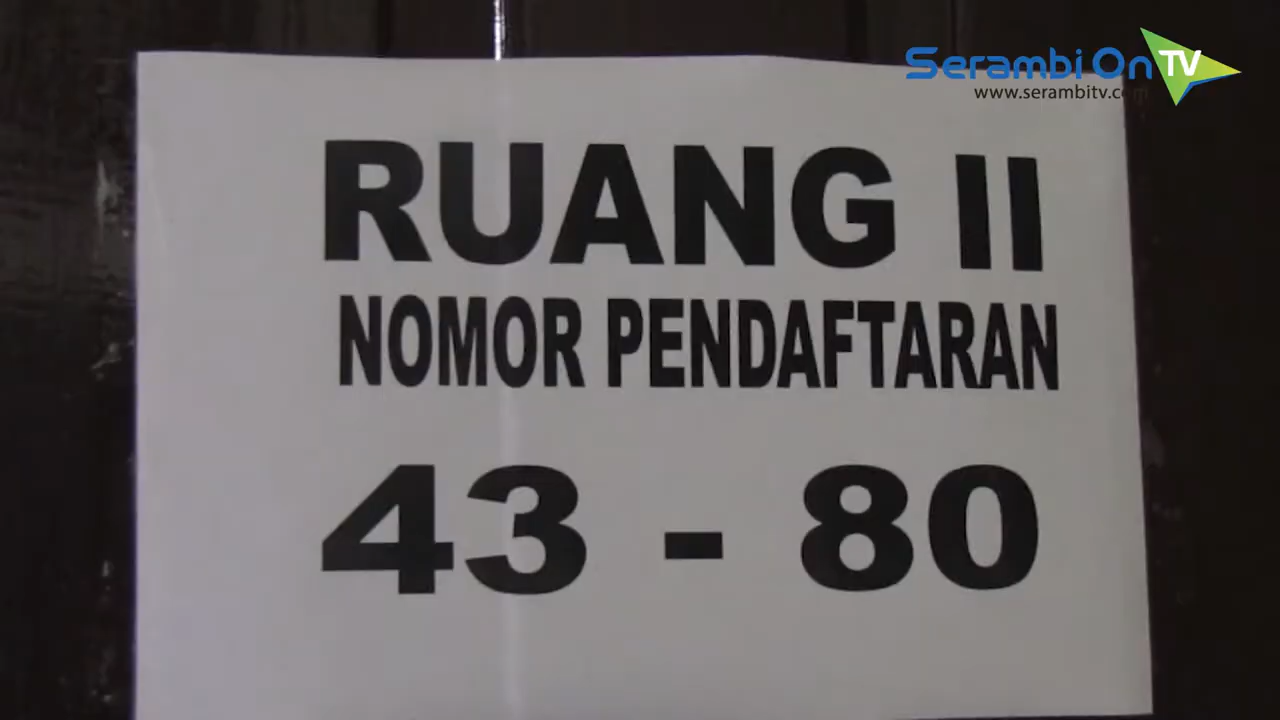 Serambi On TV
www.serambitv.com
RUANG II
NOMOR PENDAFTARAN
43 - 80